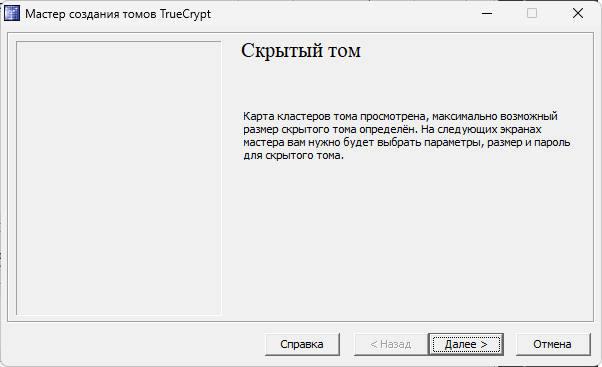 Мастер создания томов TrueCrypt
Скрытый том
Карта кластеров тома просмотрена, максимально возможный
размер скрытого тома определён. На следующих экранах
мастера вам нужно будет выбрать параметры, размер и пароль
для скрытого тома.
Справка
< Назад
Далее >
Отмена